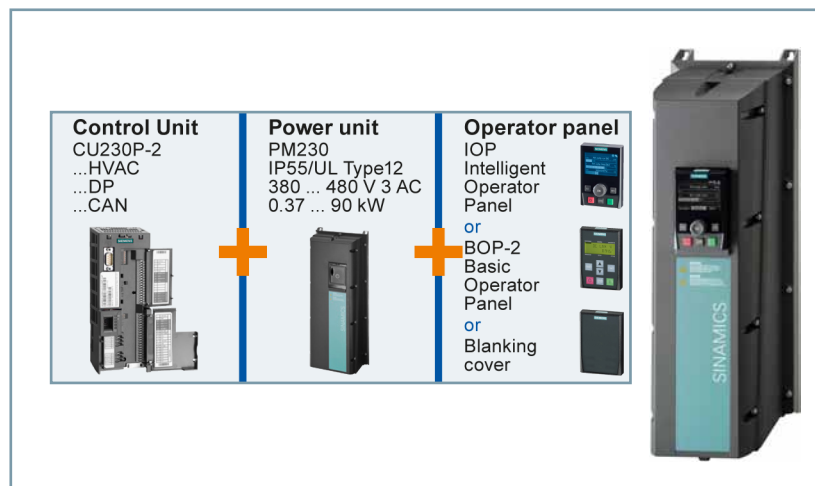 Control Unit
CU230P-2
...HVAC
...DP
...CAN
Power unit
PM230
IP55/UL Type12
380 ... 480 V 3 AC
0.37 ... 90 kW
Operator panel
IOP
Intelligent
Operator
Panel
or
BOP-2
Basic
Operator
Panel
or
Blanking
cover
SIEMENS
SINAMICS